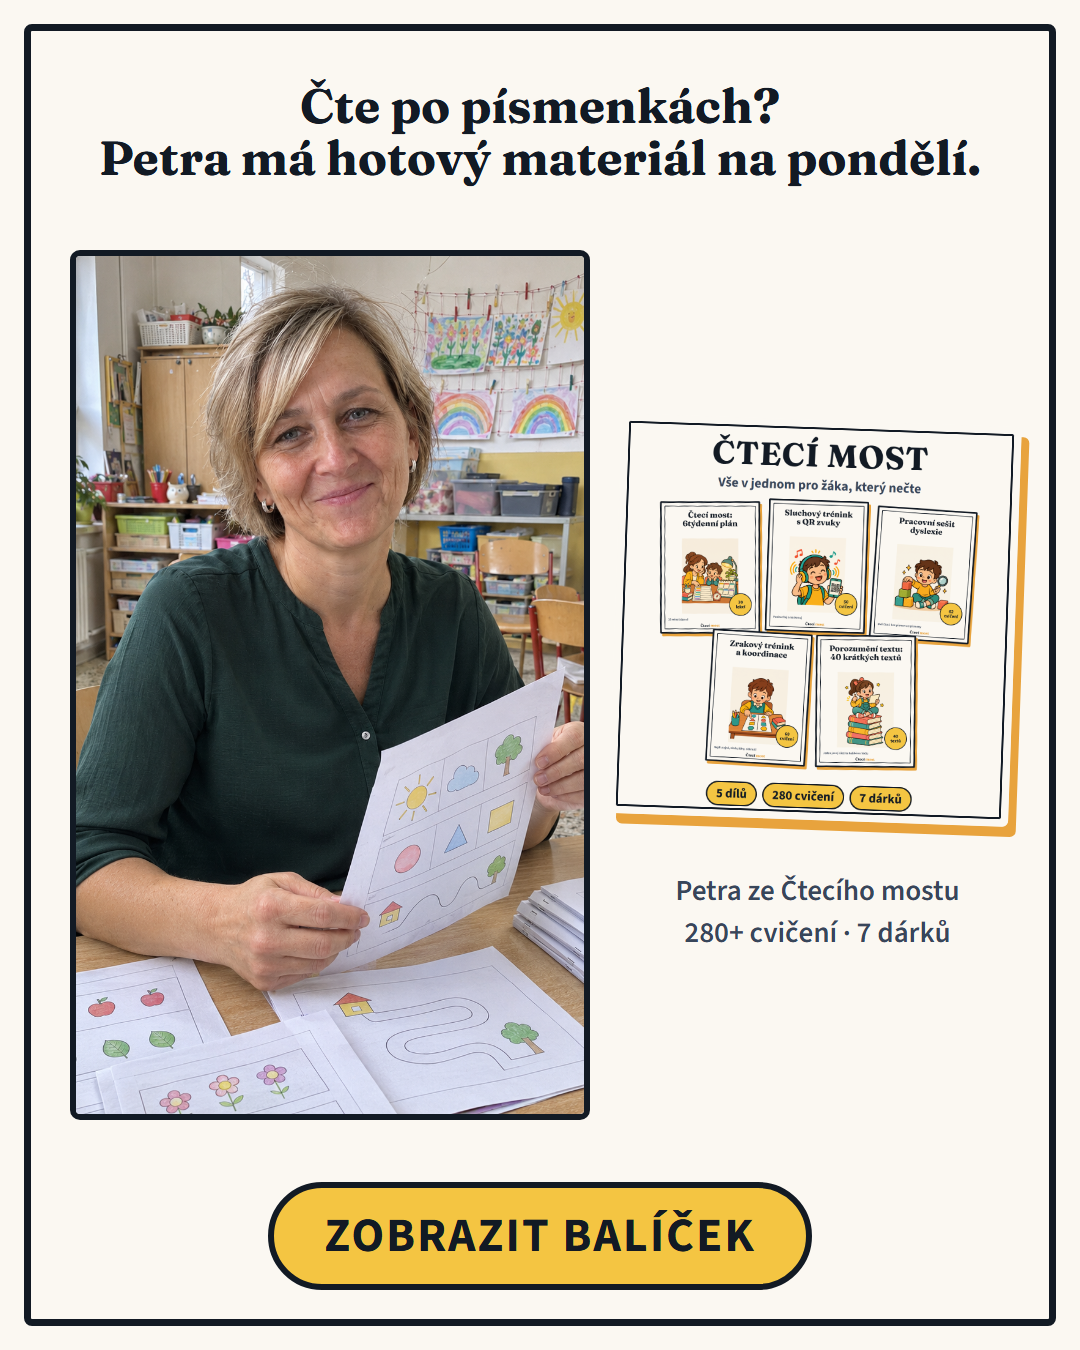 Čte po písmenkách?
Petra má hotový materiál na pondělí.
ČTECÍ MOST
Vše v jednom pro žáka, který nečte
Čtecí most:
6týdenní plán
Sluchový trénink
s QR zvuky
Pracovní sešit
dyslexie
Zrakový trénink
a koordinace
Porozumění textu:
40 krátkých textů
5 dílů
280 cvičení
7 dárků
Petra ze Čtecího mostu
280+ cvičení · 7 dárků
ZOBRAZIT BALÍČEK